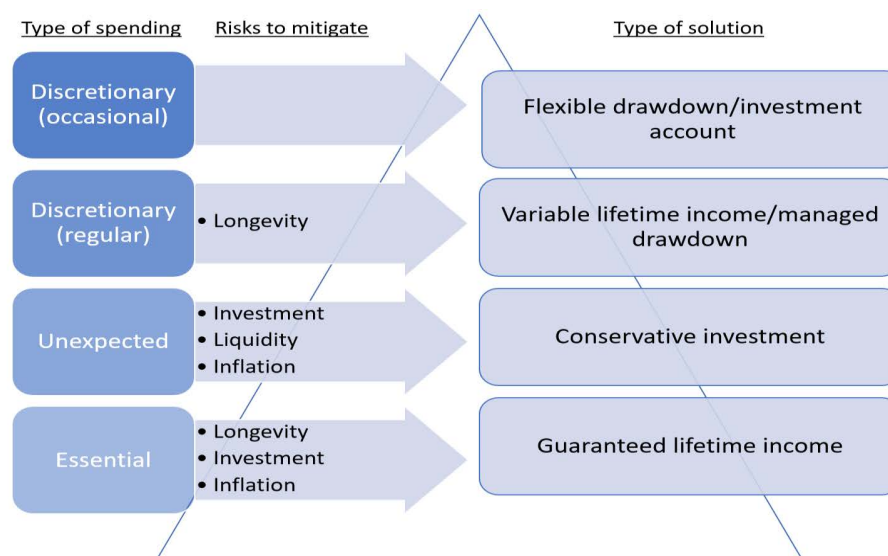 Type of spending
Risks to mitigate
Type of solution
Discretionary
(occasional)
Flexible drawdown/investment
account
Discretionary
(regular)
• Longevity
Variable lifetime income/managed
drawdown
Unexpected
• Investment
• Liquidity
• Inflation
Conservative investment
Essential
• Longevity
• Investment
• Inflation
Guaranteed lifetime income